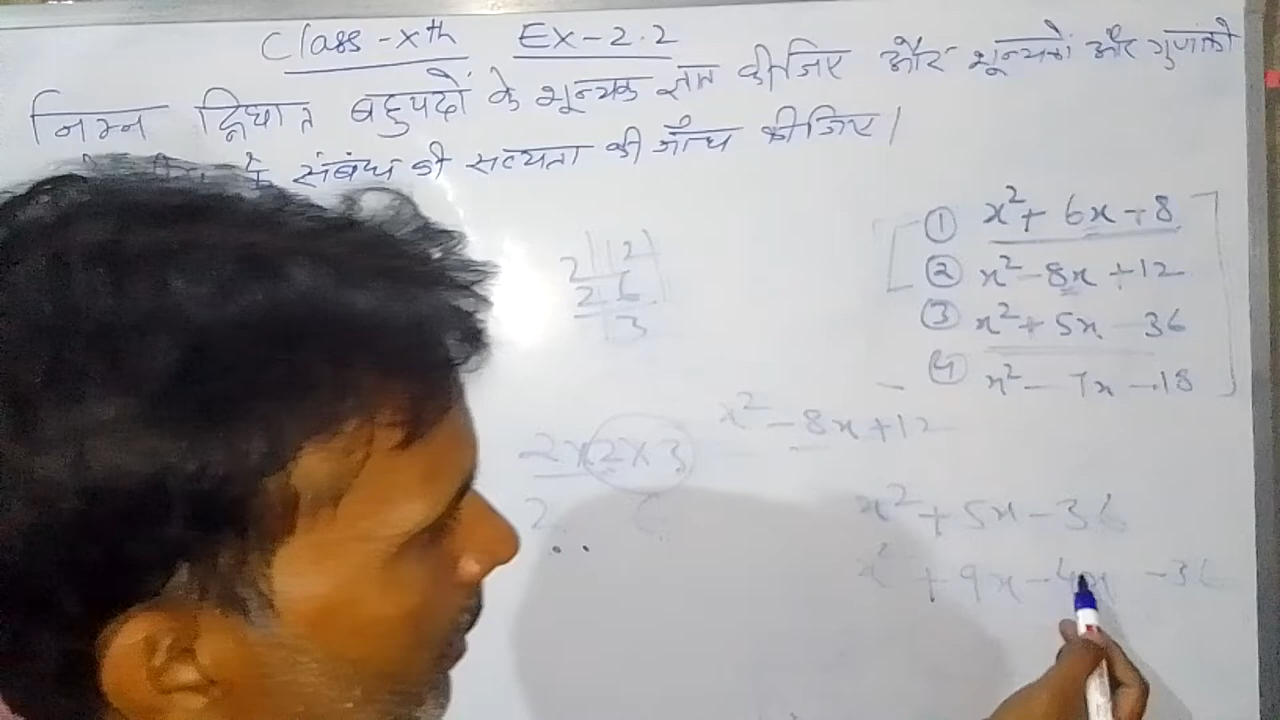 Class-Xth Ex-2.2
निम्न द्विघात बहुपदों के शून्यक ज्ञात कीजिए और शून्यकों और गुणांको
के संबंध की सत्यता की जाँच कीजिए।
① x² + 6x + 8
② x² - 8x + 12
③ x² + 5x - 36
④ x² - 7x - 18
2 | 12
2 6
3
x² - 8x + 12
2x2x3
2 6
x² + 5x - 36
x² + 9x - 4x - 36